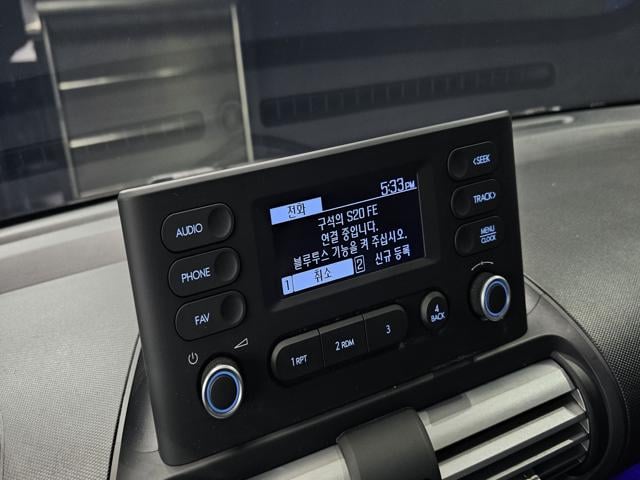 AUDIO
PHONE
FAV
전화
5:33 PM
구석의 S20 FE
연결 중입니다.
블루투스 기능을 켜 주십시오.
1 취소
2 신규 등록
<SEEK
TRACK>
MENU
CLOCK
1 RPT
2 RDM
3
4
BACK